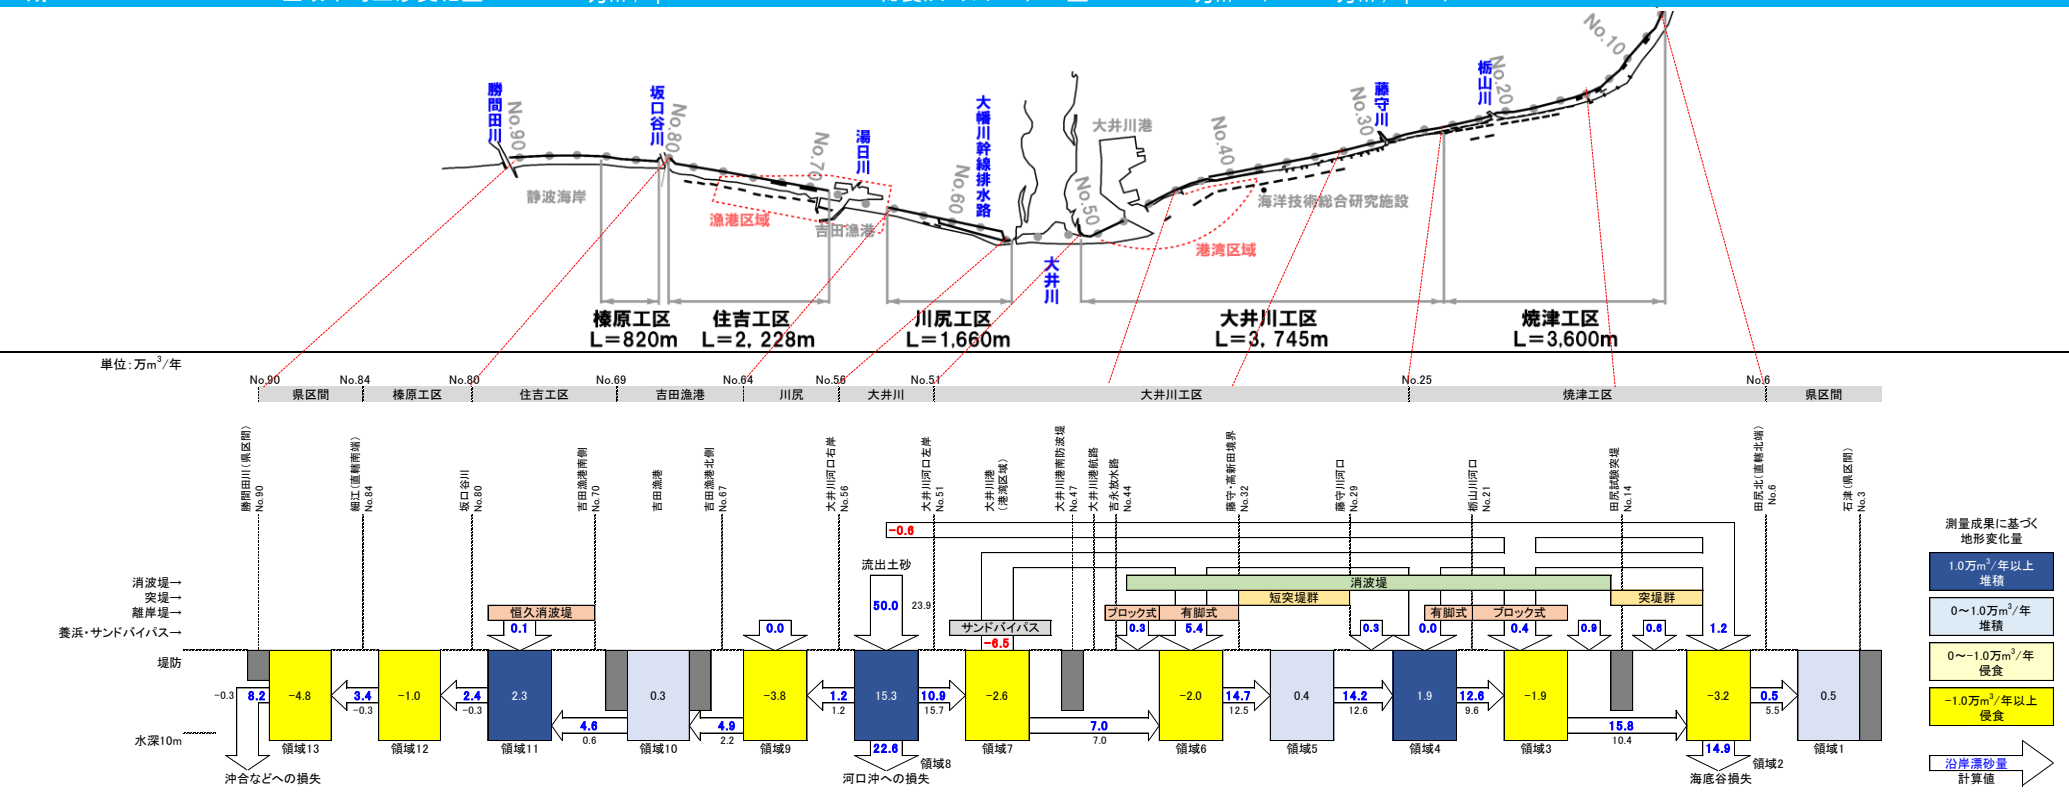 勝間田川
No.90
坂口谷川
No.80
No.70
湯日川
No.60
大幡川幹線排水路
No.50
大井川港
No.40
No.30
藤守川
栃山川
No.20
No.10
静波海岸
漁港区域
吉田漁港
大井川
港湾区域
海洋技術総合研究施設
榛原工区
L=820m
住吉工区
L=2, 228m
川尻工区
L=1,660m
大井川工区
L=3, 745m
焼津工区
L=3,600m
単位:万m³/年
No.90 No.84 No.80 No.69 No.64 No.56 No.51 No.25 No.6
県区間 榛原工区 住吉工区 吉田漁港 川尻 大井川 大井川工区 焼津工区 県区間
勝間田川(県区間)
No.90
細江(直轄南端)
No.84
坂口谷川
No.80
吉田漁港南側
No.70
吉田漁港
吉田漁港北側
No.67
大井川河口右岸
No.56
大井川河口左岸
No.51
大井川港
(港湾区域)
大井川港南防波堤
No.47
大井川港航路
吉永放水路
No.44
藤守・高新田境界
No.32
藤守川河口
No.29
栃山川河口
No.21
田尻試験突堤
No.14
田尻北(直轄北端)
No.6
石津(県区間)
No.3
-0.6
流出土砂
50.0 23.9
消波堤→
突堤→
離岸堤→
養浜・サンドバイパス→
消波堤
短突堤群 突堤群
恒久消波堤 ブロック式 有脚式 有脚式 ブロック式
サンドバイパス
0.1 0.0 0.3 5.4 0.3 0.0 0.4 0.9 0.6 1.2
-6.5
堤防
水深10m
-0.3 8.2 -4.8 3.4 -1.0 2.4 2.3 0.3 -3.8 1.2 15.3 10.9 -2.6 -2.0 14.7 0.4 14.2 1.9 12.6 -1.9 -3.2 0.5 0.5
-0.3 -0.3 1.2 15.7 12.5 12.6 9.6 5.5
4.6 4.9 7.0 15.8
0.6 2.2 7.0 10.4
22.6 14.9
領域13 領域12 領域11 領域10 領域9 領域7 領域6 領域5 領域4 領域3 領域1
領域8 領域2
沖合などへの損失 河口沖への損失 海底谷損失
測量成果に基づく
地形変化量
1.0万m³/年以上
堆積
0～1.0万m³/年
堆積
0～-1.0万m³/年
侵食
-1.0万m³/年以上
侵食
沿岸漂砂量
計算値